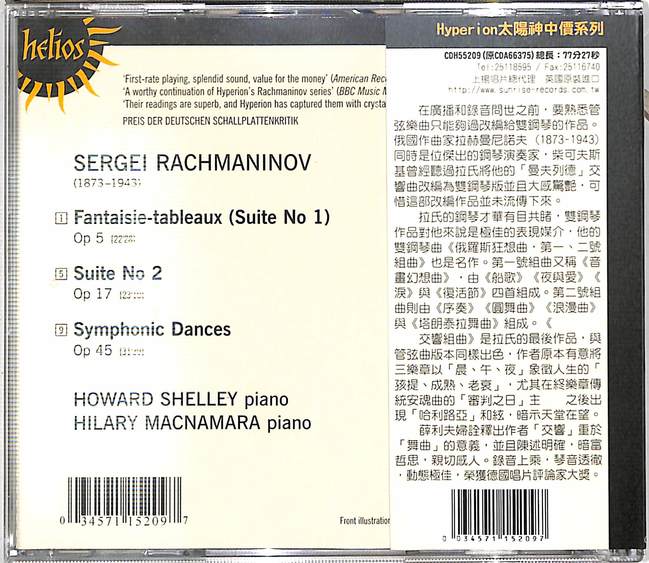 helios
'First-rate playing, splendid sound, value for the money' (American Rec
'A worthy continuation of Hyperion's Rachmaninov series' (BBC Music M
'Their readings are superb, and Hyperion has captured them with crysta
PREIS DER DEUTSCHEN SCHALLPLATTENKRITIK
SERGEI RACHMANINOV
(1873-1943)
1 Fantaisie-tableaux (Suite No 1)
Op 5 [22'28]
5 Suite No 2
Op 17
9 Symphonic Dances
Op 45
HOWARD SHELLEY piano
HILARY MACNAMARA piano
0 34571 15209 7
Front illustration
Hyperion太陽神中價系列
CDH55209 (原CDA66375) 總長：77分27秒
Tel:25118595 / Fax:25116740
上揚唱片總代理　英國原裝進口
http://www.sunrise-records.com.tw
在廣播和錄音問世之前，要熟悉管
弦樂曲只能夠過改編給雙鋼琴的作品。
俄國作曲家拉赫曼尼諾夫 (1873-1943)
同時是位傑出的鋼琴演奏家，柴可夫斯
基曾經聽過拉氏將他的「曼夫列德」交
響曲改編為雙鋼琴版並且大感驚艷，可
惜這部改編作品並未流傳下來。
拉氏的鋼琴才華有目共睹，雙鋼琴
作品對他來說是極佳的表現媒介，他的
雙鋼琴曲《俄羅斯狂想曲，第一、二號
組曲》也是名作。第一號組曲又稱《音
畫幻想曲》，由《船歌》《夜與愛》《
淚》與《復活節》四首組成。第二號組
曲則由《序奏》《圓舞曲》《浪漫曲》
與《塔朗泰拉舞曲》組成。《
交響組曲》是拉氏的最後作品，與
管弦曲版本同樣出色，作者原本有意將
三樂章以「晨、午、夜」象徵人生的「
孩提、成熟、老衰」，尤其在終樂章傳
統安魂曲的「審判之日」主　之後出
現「哈利路亞」和絃，暗示天堂在望。
薛利夫婦詮釋出作者「交響」重於
「舞曲」的意義，並且陳述明確，暗富
哲思，親切感人。錄音上乘，琴音透徹
，動態極佳，榮獲德國唱片評論家大獎。
0 034571 152097